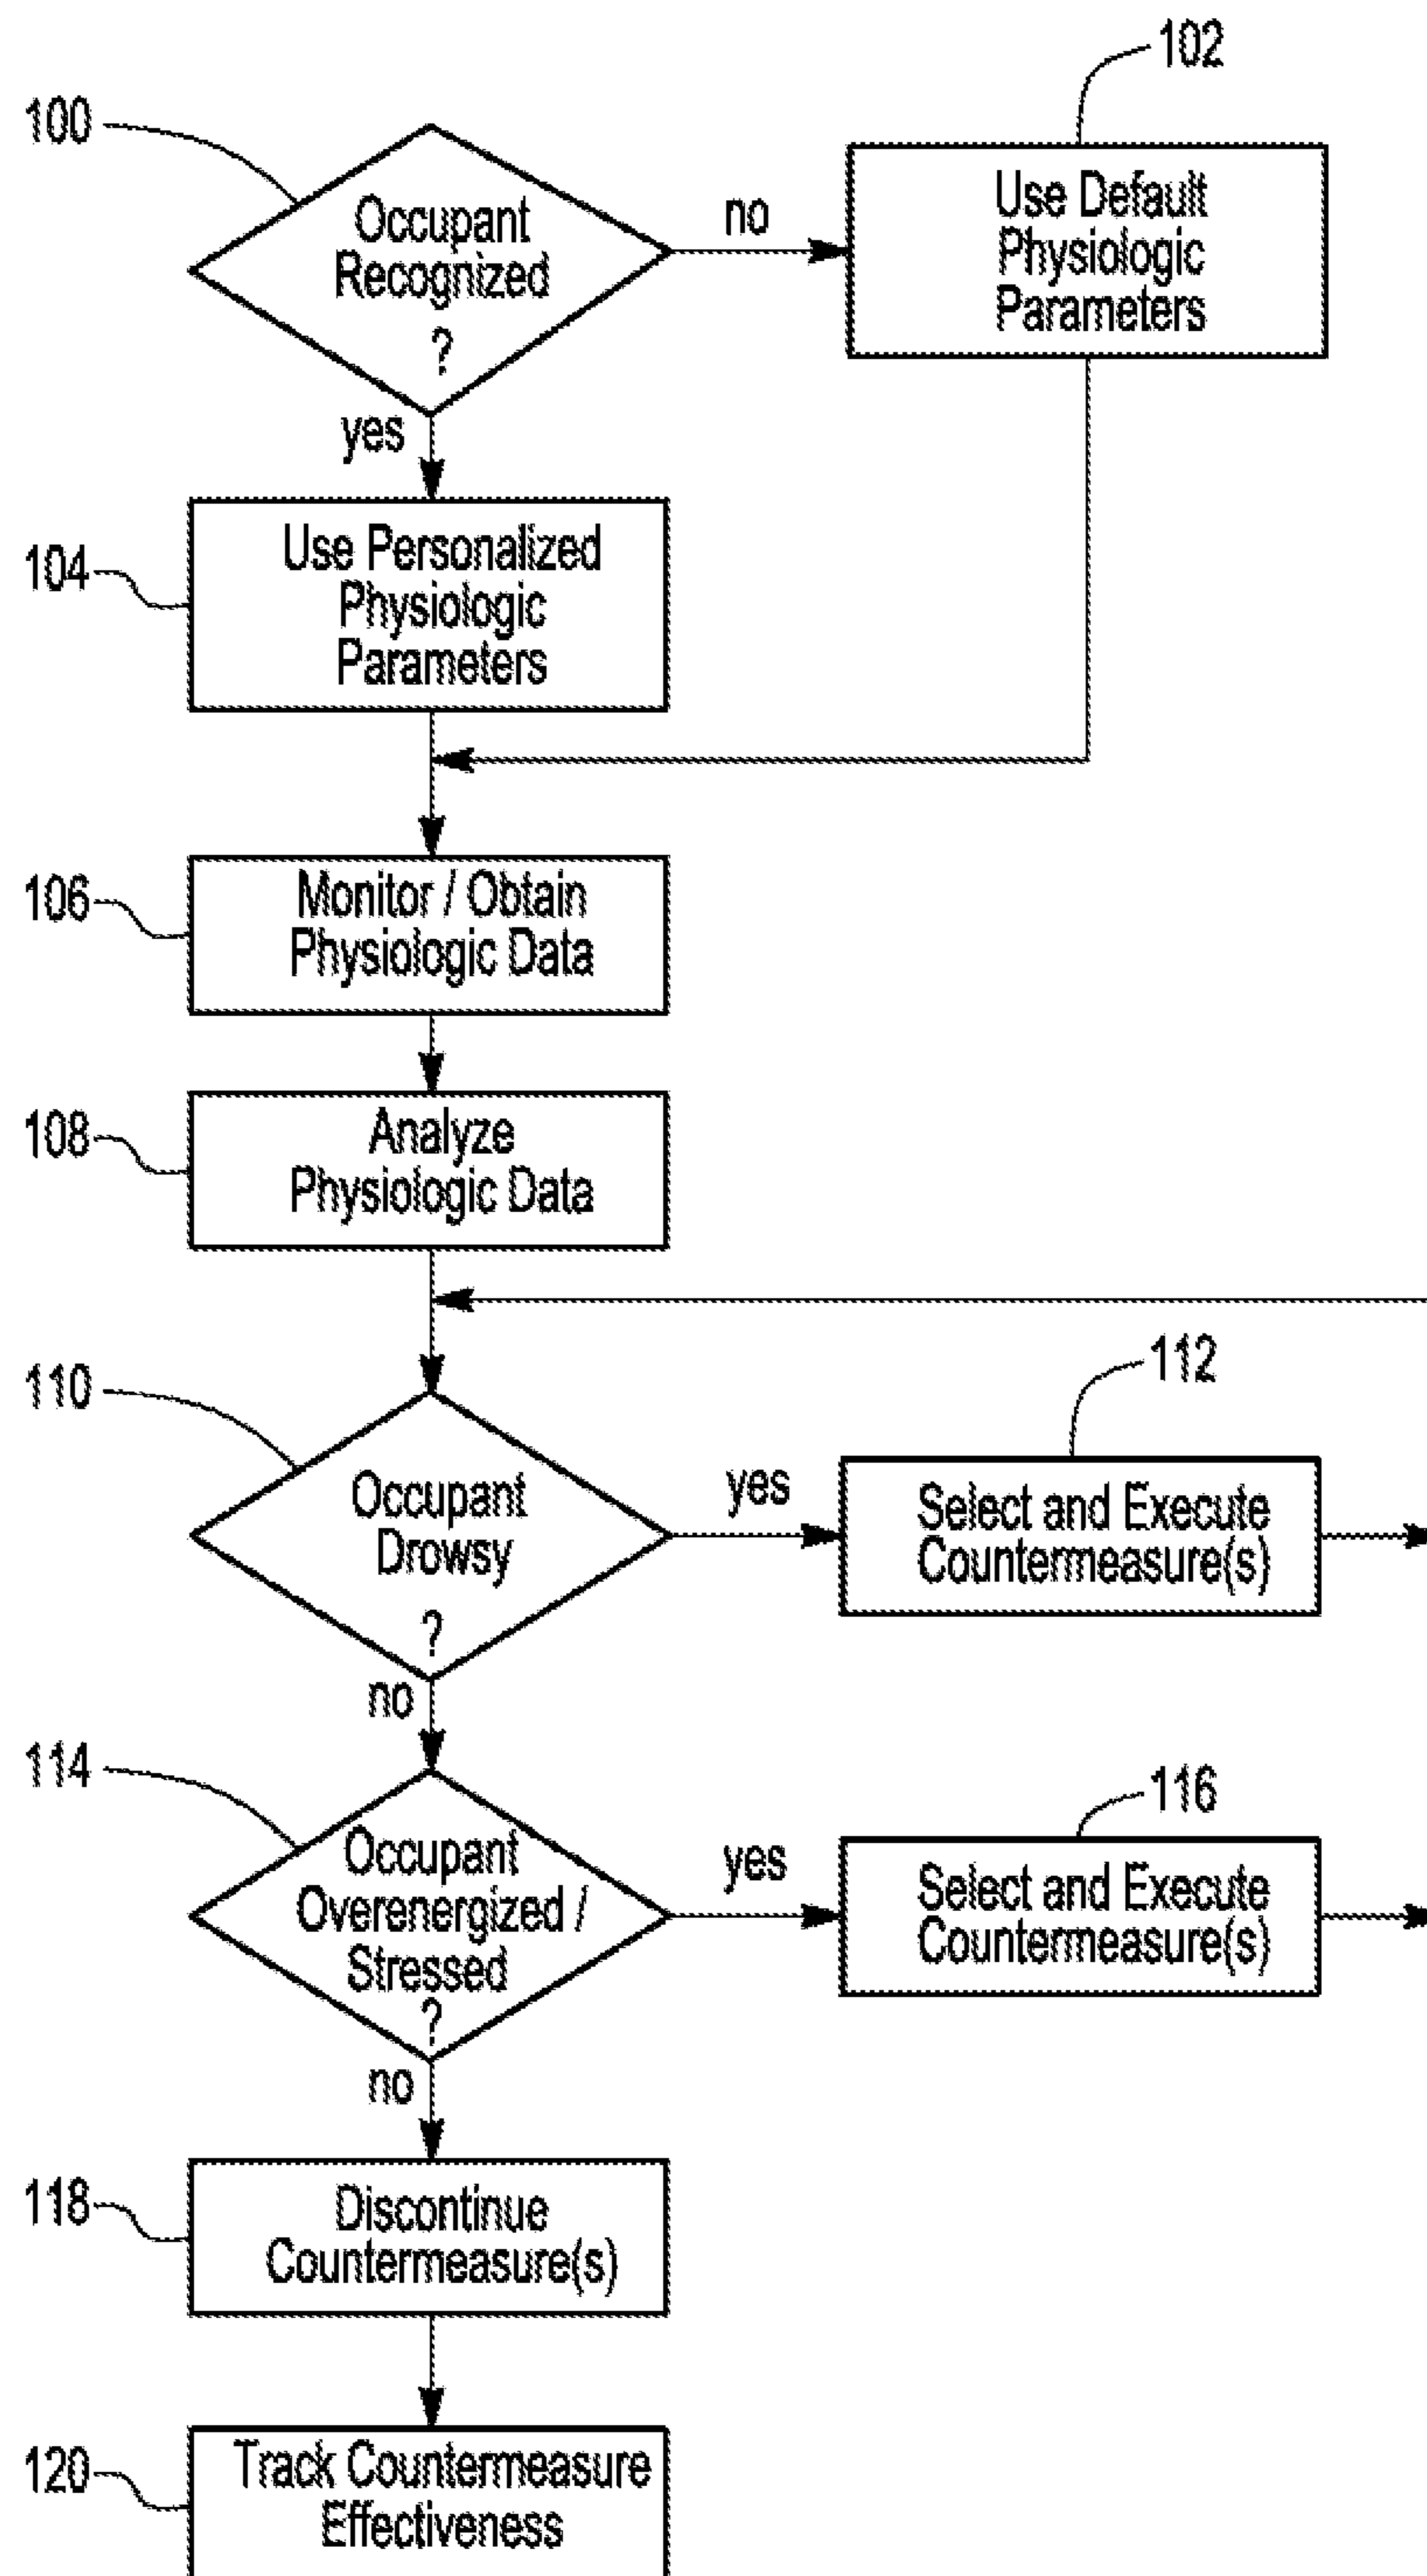 102
100
Occupant
Recognized
?
no
Use Default
Physiologic
Parameters
yes
104
Use Personalized
Physiologic
Parameters
106
Monitor / Obtain
Physiologic Data
108
Analyze
Physiologic Data
110
Occupant
Drowsy
?
yes
112
Select and Execute
Countermeasure(s)
no
114
Occupant
Overenergized /
Stressed
?
yes
116
Select and Execute
Countermeasure(s)
no
118
Discontinue
Countermeasure(s)
120
Track Countermeasure
Effectiveness